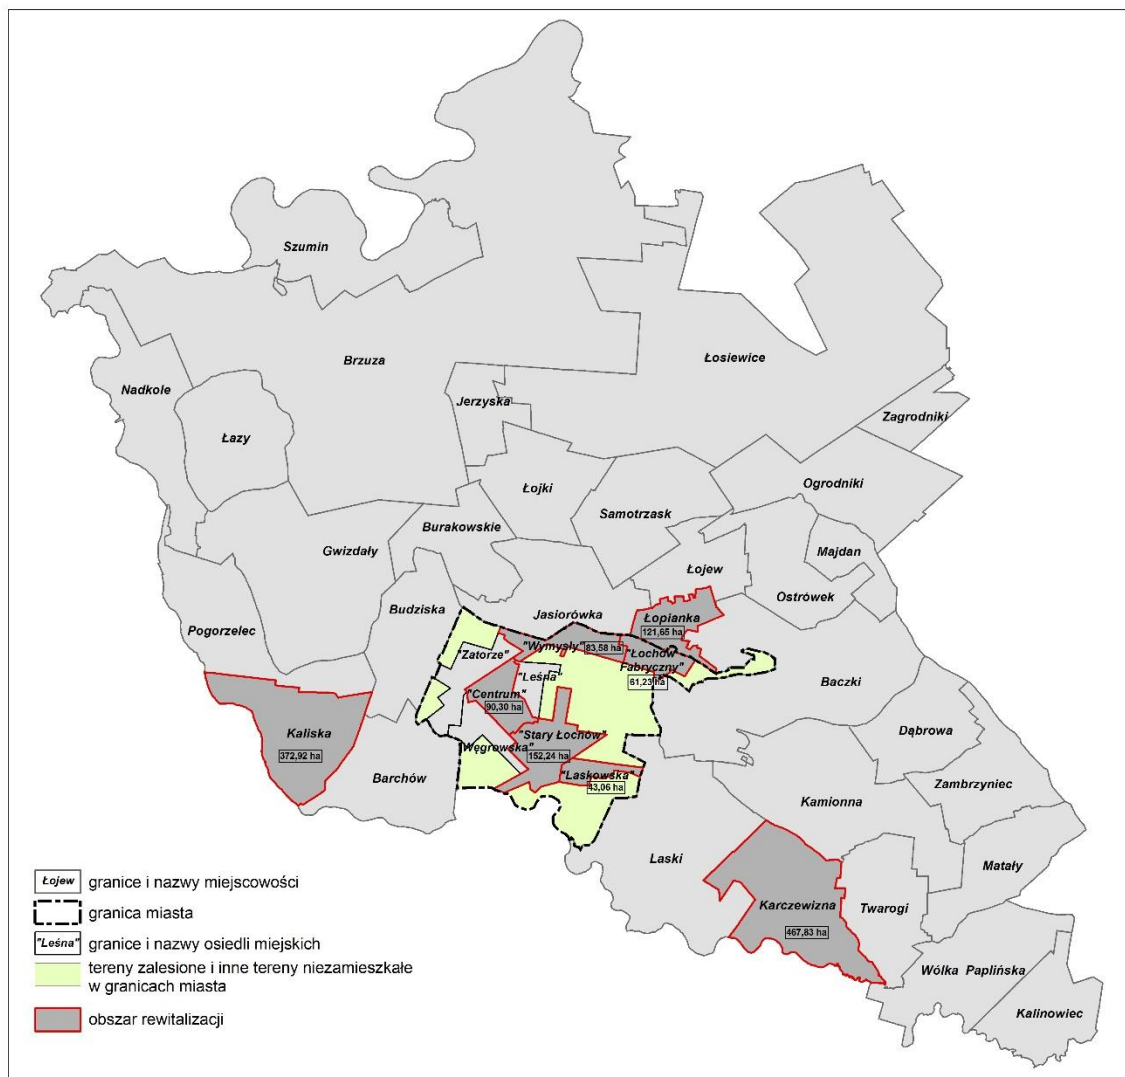 Szumin
Brzuza
Łosiewice
Nadkole
Jerzyska
Zagrodniki
Łazy
Ogrodniki
Łojki
Samotrzask
Burakowskie
Gwizdały
Majdan
Łojew
Ostrówek
Budziska
Jasiorówka
Łopianka
121,65 ha
Pogorzelec
"Wymysły"
83,58 ha
"Zatorze"
"Łochów
Fabryczny"
61,23 ha
"Leśna"
Baczki
"Centrum"
90,30 ha
Kaliska
372,92 ha
"Stary Łochów"
152,24 ha
Dąbrowa
Węgrowska"
Barchów
"Laskowska"
43,06 ha
Zambrzyniec
Kamionna
Laski
Matały
Karczewizna
467,83 ha
Twarogi
Wólka Paplińska
Kalinowiec
Łojew granice i nazwy miejscowości
granica miasta
"Leśna" granice i nazwy osiedli miejskich
tereny zalesione i inne tereny niezamieszkałe
w granicach miasta
obszar rewitalizacji